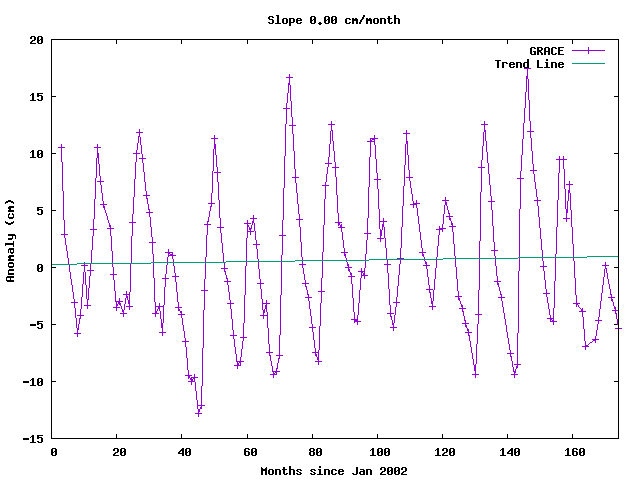 Slope 0.00 cm/month
GRACE
Trend Line
20
15
10
5
0
-5
-10
-15
Anomaly (cm)
0 20 40 60 80 100 120 140 160
Months since Jan 2002